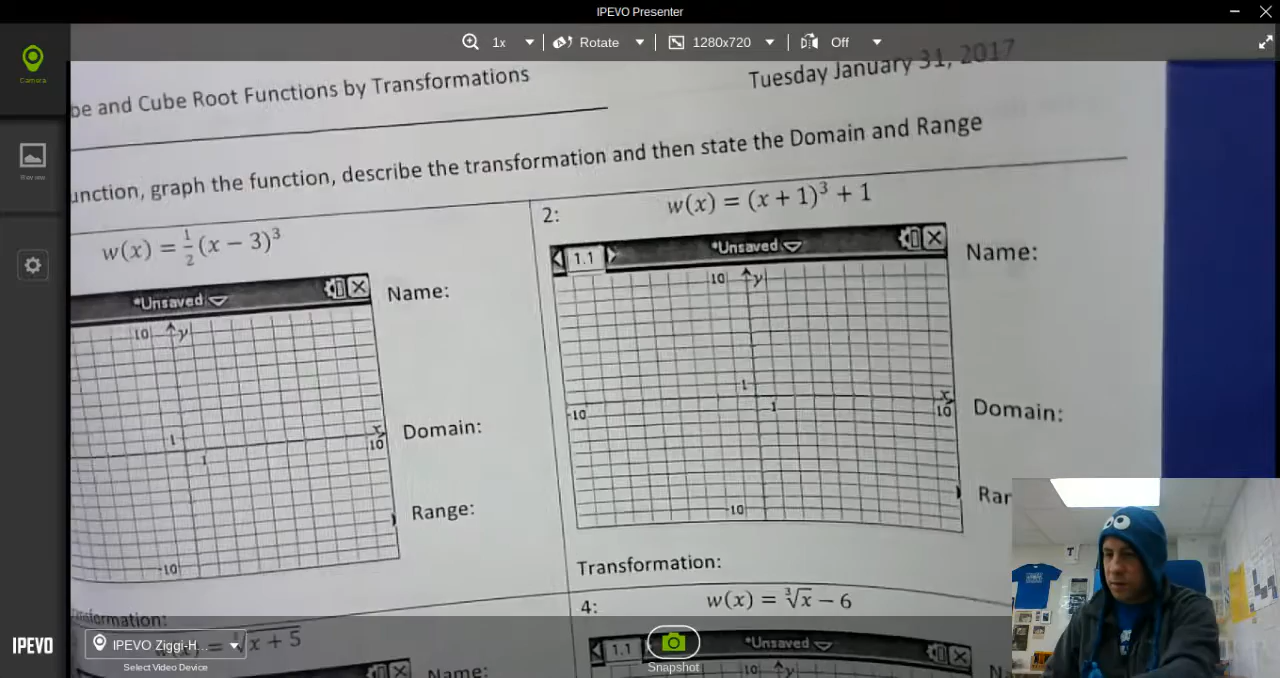 IPEVO Presenter
1x
Rotate
1280x720
Off
Camera
Review
be and Cube Root Functions by Transformations
Tuesday January 31, 2017
unction, graph the function, describe the transformation and then state the Domain and Range
w(x) = 1/2 (x − 3)³
*Unsaved
10 y
1
1
x
10
-10
Name:
Domain:
Range:
2:
w(x) = (x + 1)³ + 1
1.1
*Unsaved
10 y
1
-10
1
x
10
-10
Name:
Domain:
Ran
Transformation:
nsformation:
∛x + 5
Name:
4:
w(x) = ∛x − 6
1.1
*Unsaved
10 y
N
IPEVO
IPEVO Ziggi-H...
Select Video Device
Snapshot